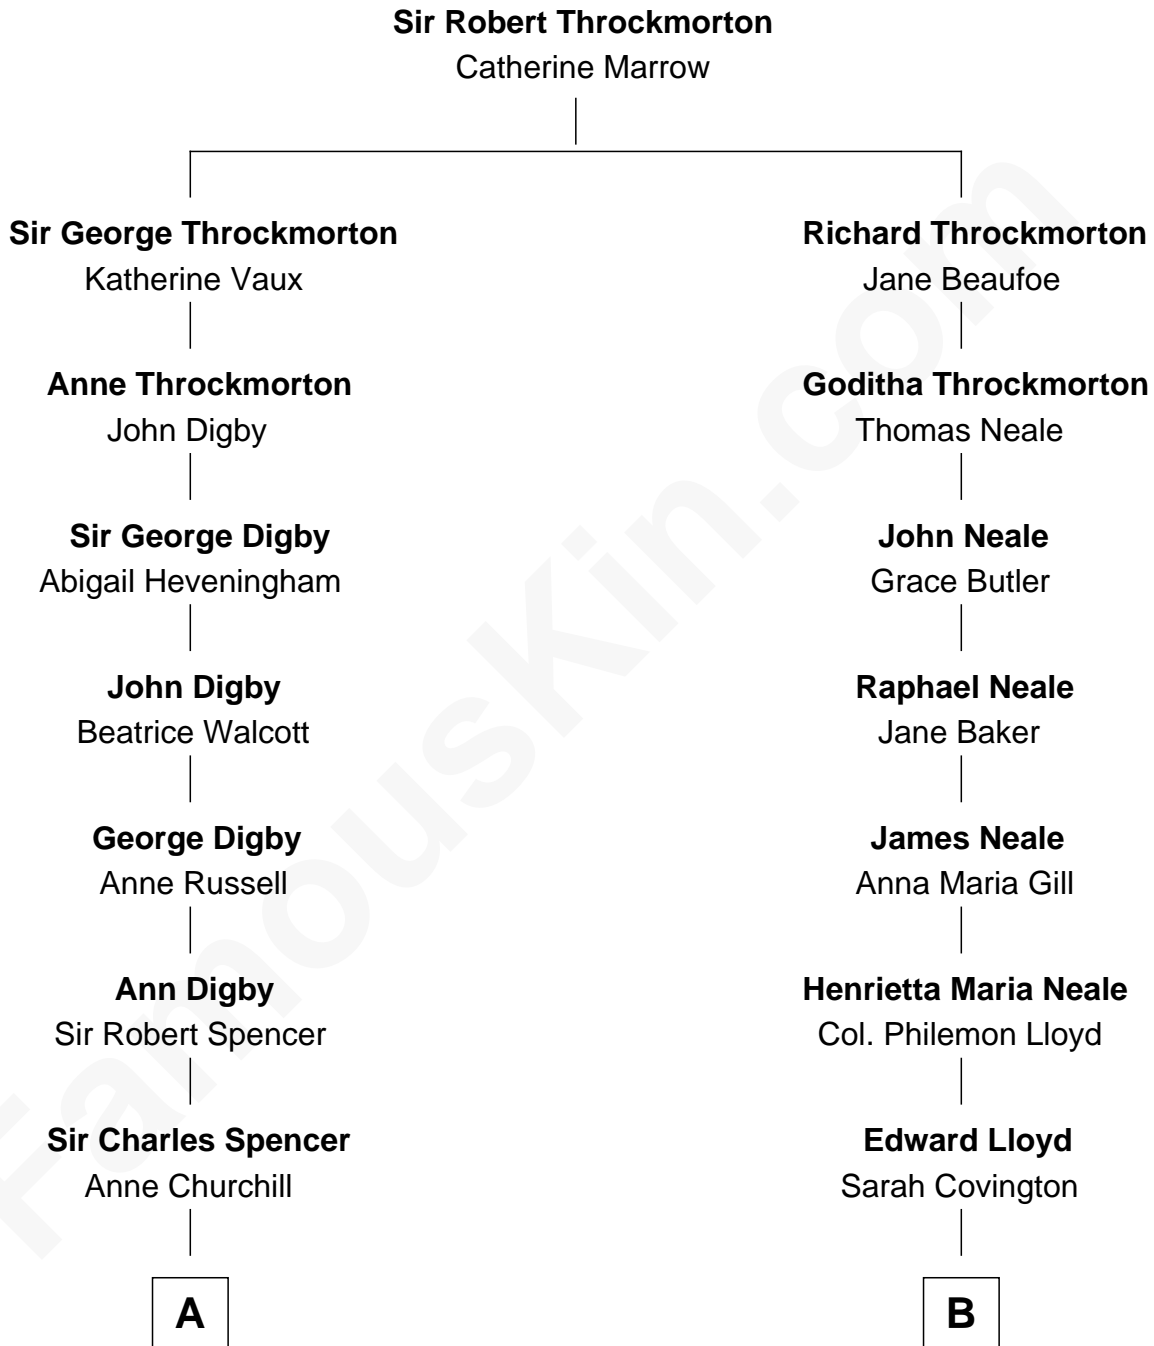 Sir Robert Throckmorton
Catherine Marrow
Sir George Throckmorton
Katherine Vaux
Richard Throckmorton
Jane Beaufoe
Anne Throckmorton
John Digby
Goditha Throckmorton
Thomas Neale
Sir George Digby
Abigail Heveningham
John Neale
Grace Butler
John Digby
Beatrice Walcott
Raphael Neale
Jane Baker
George Digby
Anne Russell
James Neale
Anna Maria Gill
Ann Digby
Sir Robert Spencer
Henrietta Maria Neale
Col. Philemon Lloyd
Sir Charles Spencer
Anne Churchill
Edward Lloyd
Sarah Covington
A
B
FamousKin.com